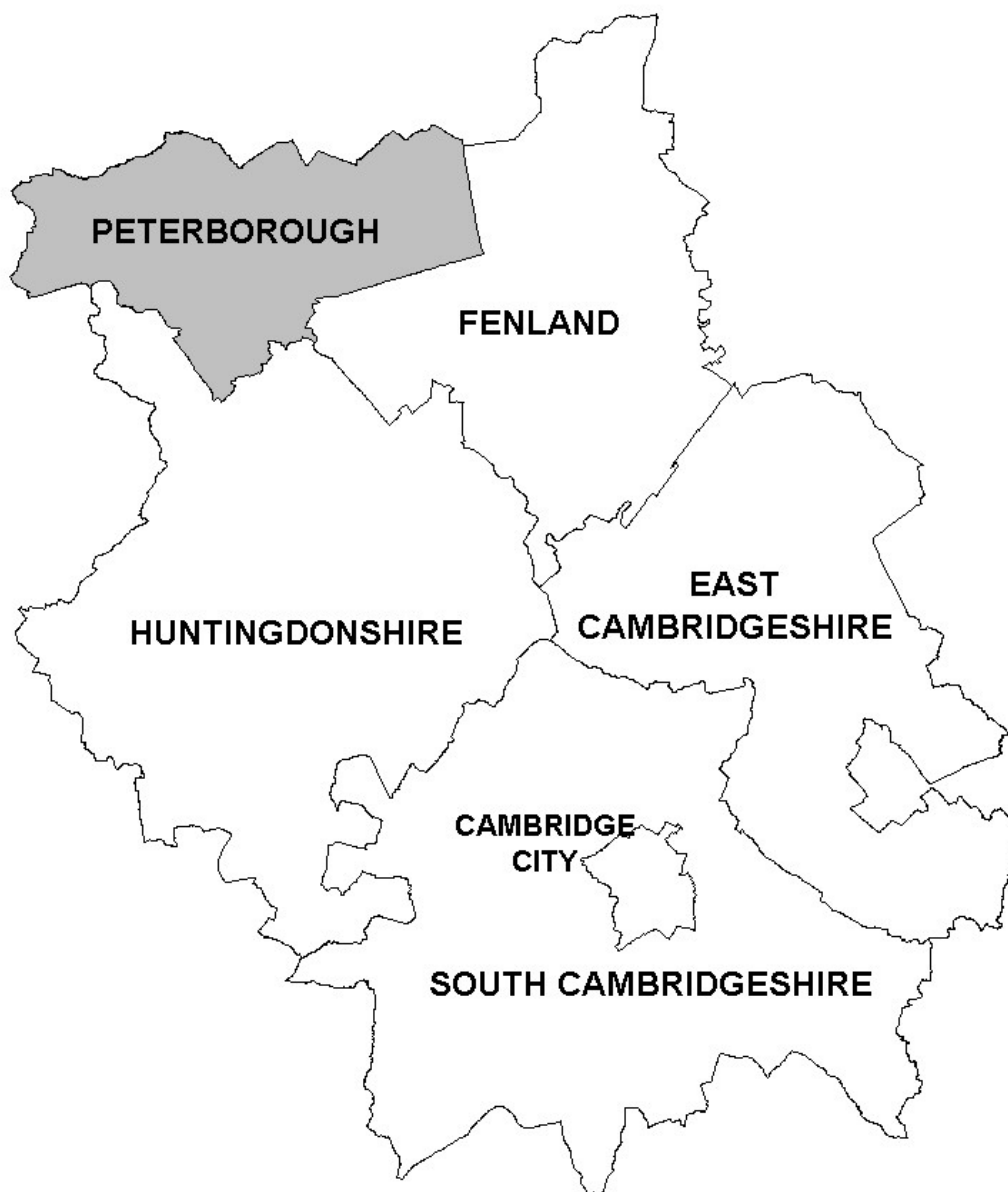 PETERBOROUGH
FENLAND
EAST
CAMBRIDGESHIRE
HUNTINGDONSHIRE
CAMBRIDGE
CITY
SOUTH CAMBRIDGESHIRE